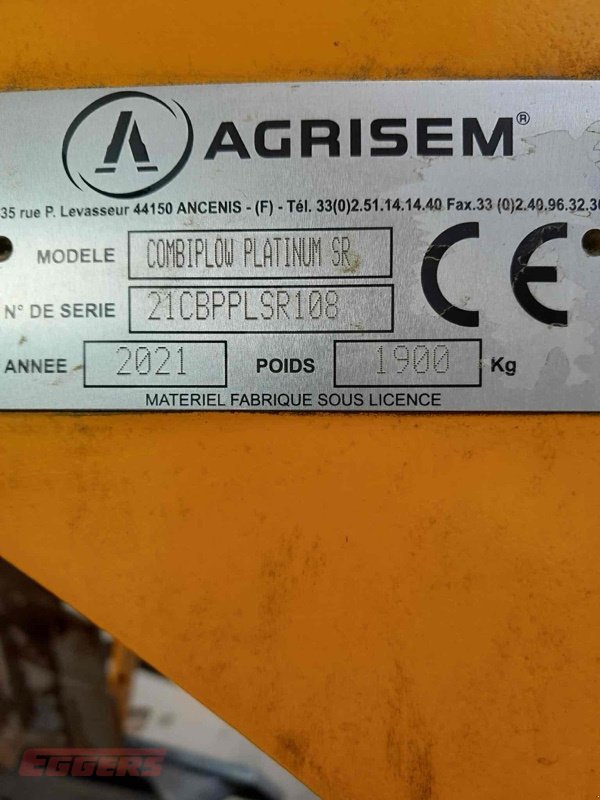 AGRISEM®
35 rue P. Levasseur 44150 ANCENIS - (F) - Tél. 33(0)2.51.14.14.40 Fax.33 (0)2.40.96.32.30
MODELE COMBIPLOW PLATINUM SR
N° DE SERIE 21CBPPLSR108
CE
ANNEE 2021 POIDS 1900 Kg
MATERIEL FABRIQUE SOUS LICENCE
EGGERS